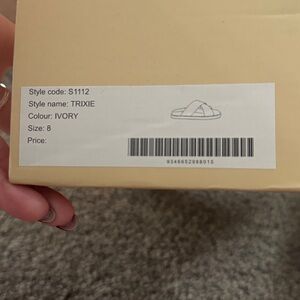 Style code: S1112
Style name: TRIXIE
Colour: IVORY
Size: 8
Price: